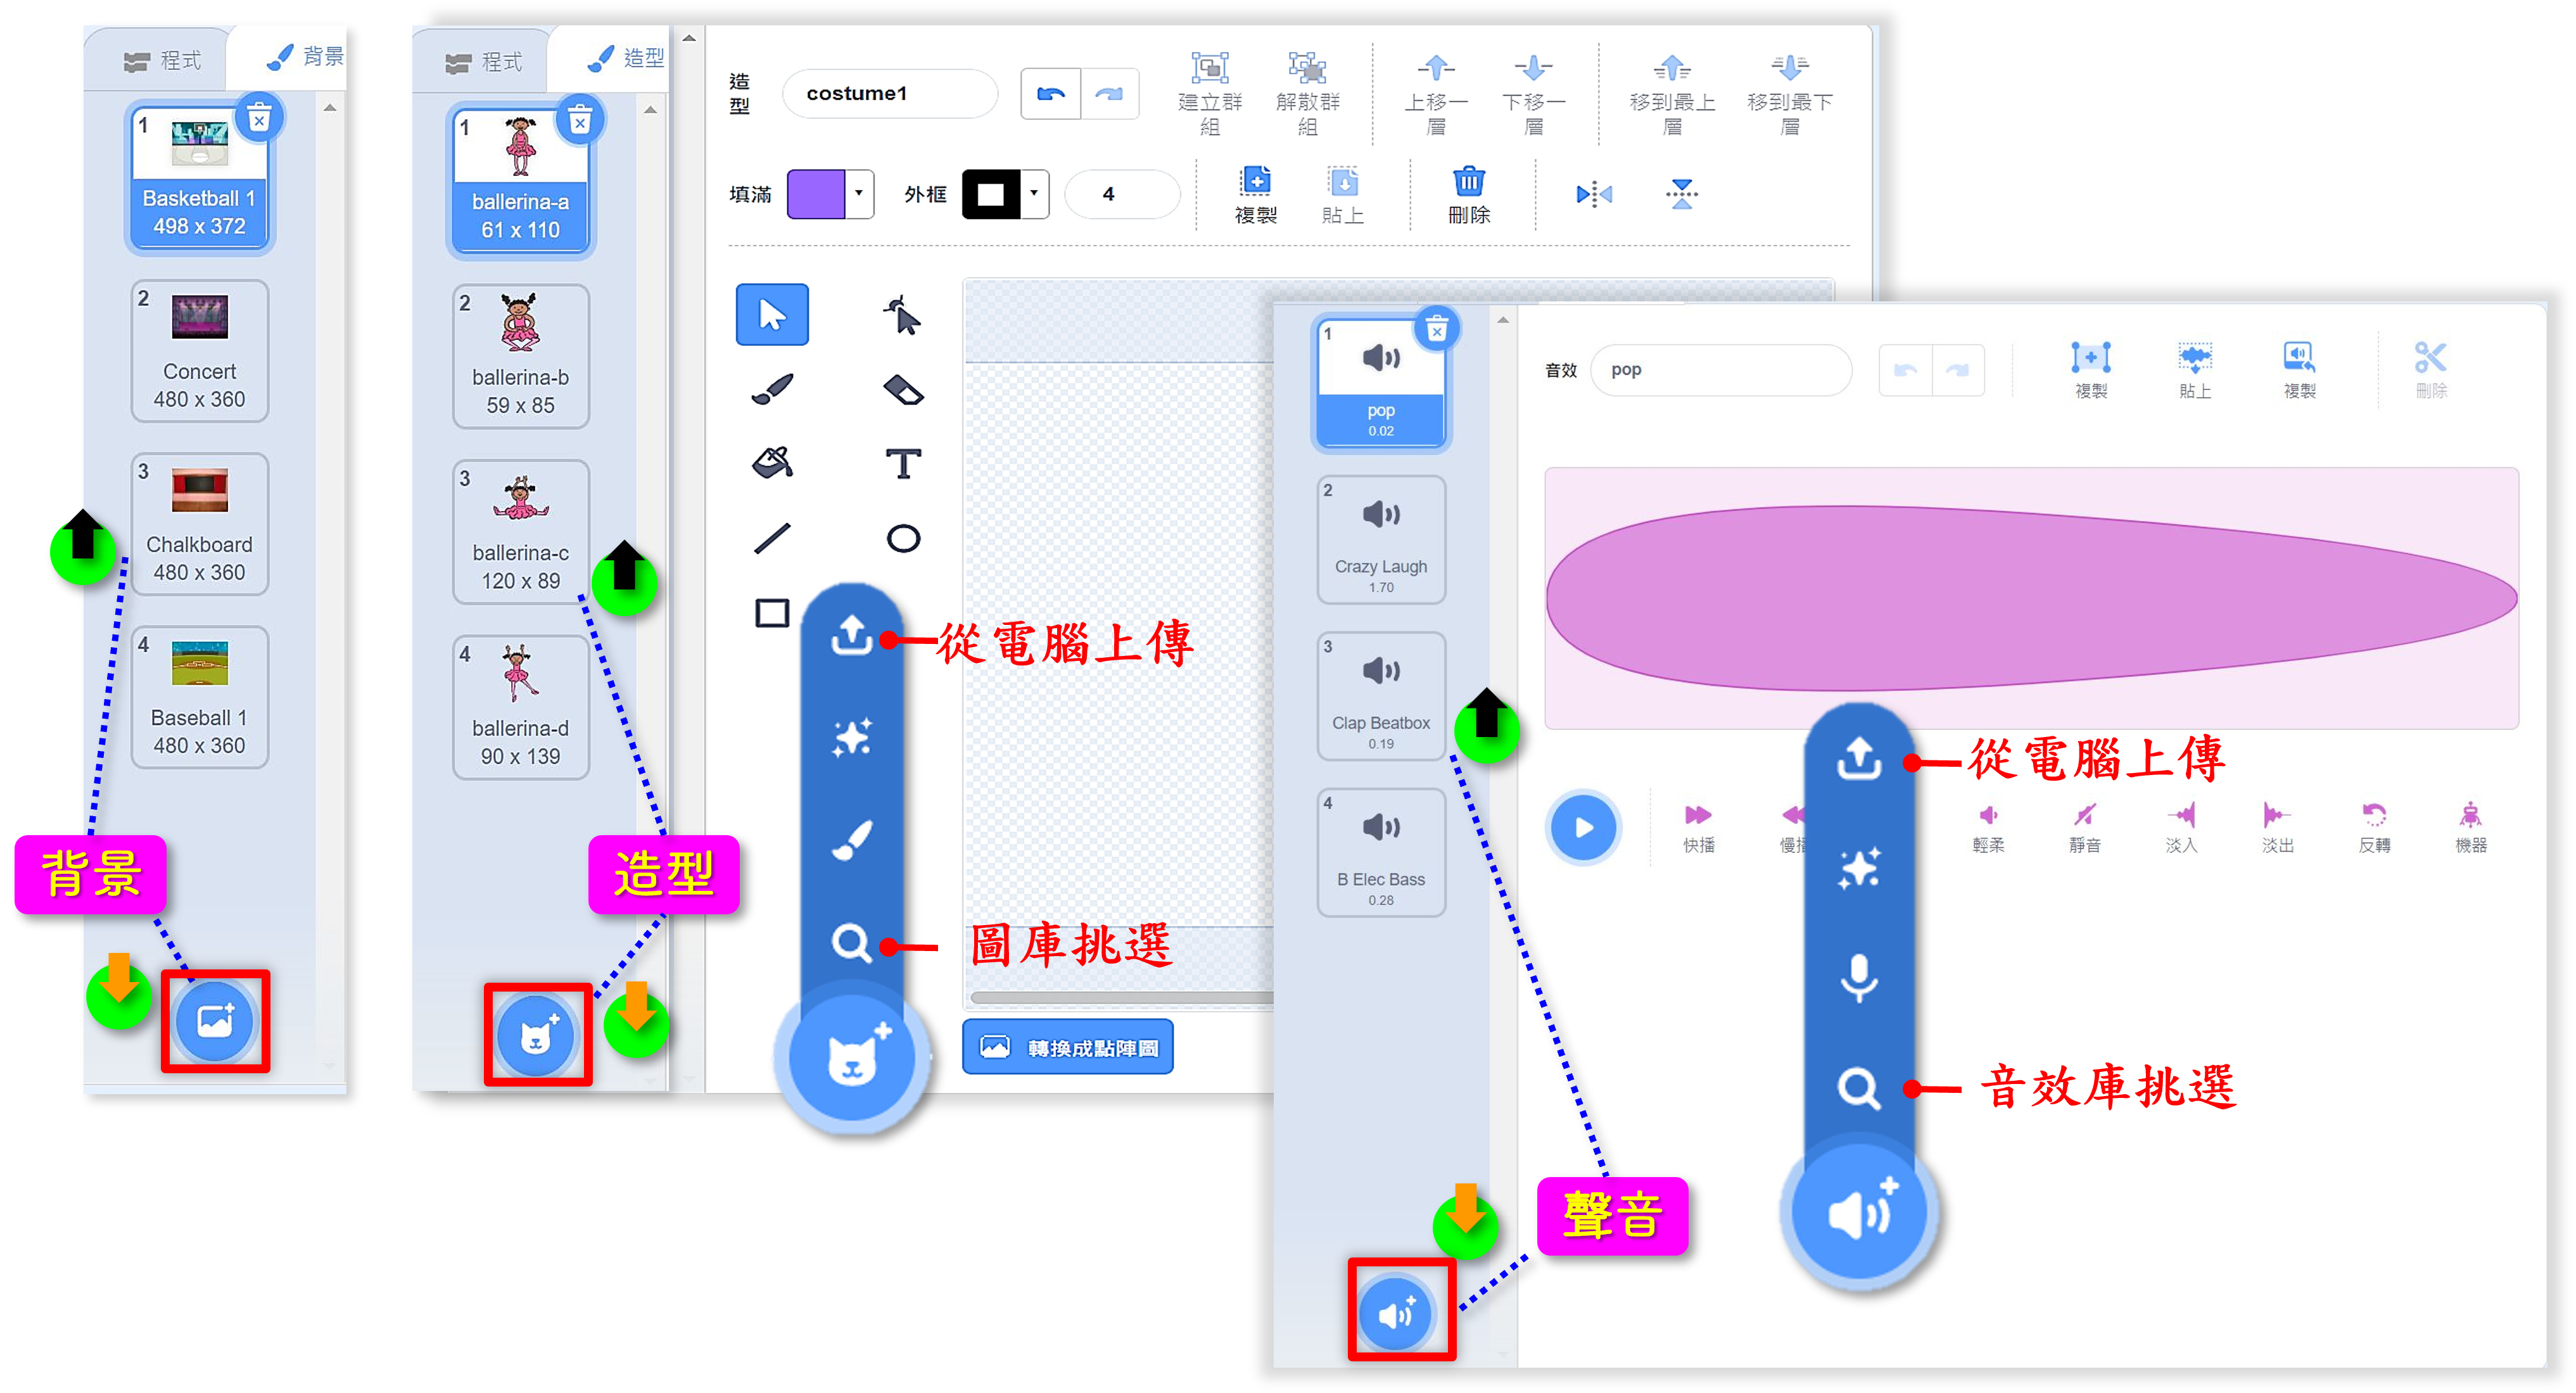 程式
背景
1
Basketball 1
498 x 372
2
Concert
480 x 360
3
Chalkboard
480 x 360
4
Baseball 1
480 x 360
背景
程式
造型
1
ballerina-a
61 x 110
2
ballerina-b
59 x 85
3
ballerina-c
120 x 89
4
ballerina-d
90 x 139
造型
造
型
costume1
建立群
組
解散群
組
上移一
層
下移一
層
移到最上
層
移到最下
層
填滿
外框
4
複製
貼上
刪除
從電腦上傳
圖庫挑選
轉換成點陣圖
1
pop
0.02
2
Crazy Laugh
1.70
3
Clap Beatbox
0.19
4
B Elec Bass
0.28
聲音
音效
pop
複製
貼上
複製
刪除
從電腦上傳
快播
慢播
輕柔
靜音
淡入
淡出
反轉
機器
音效庫挑選